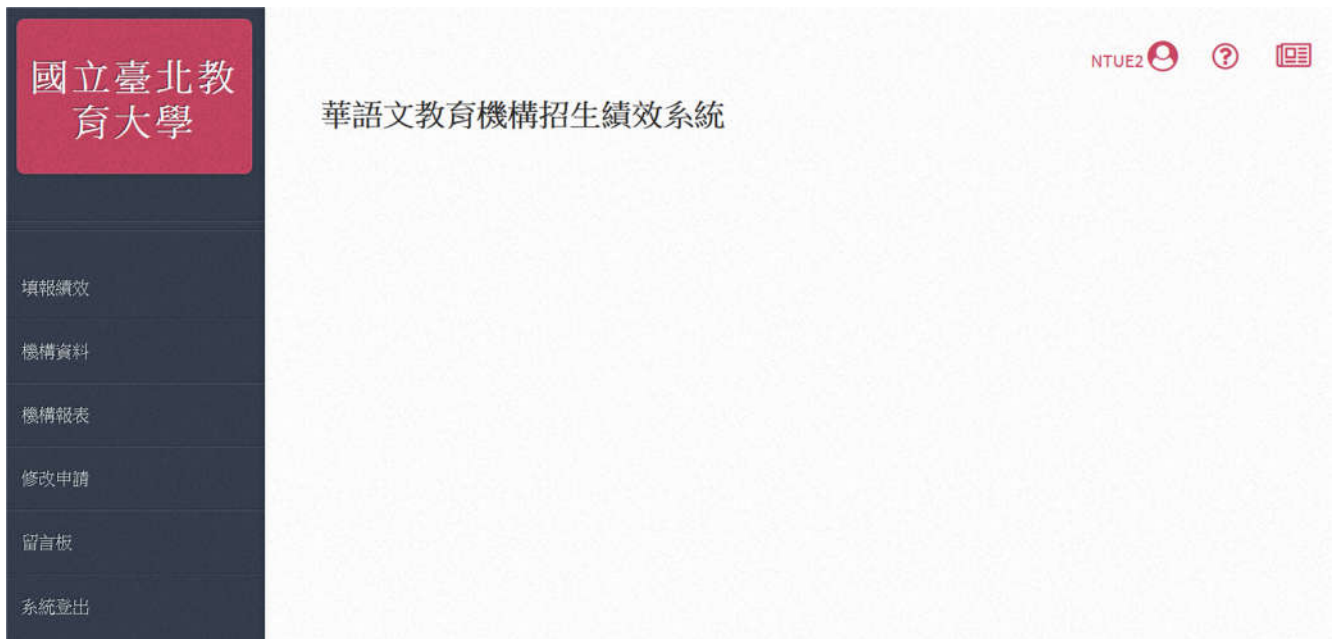 國立臺北教
育大學
NTUE2
華語文教育機構招生績效系統
填報績效
機構資料
機構報表
修改申請
留言板
系統登出